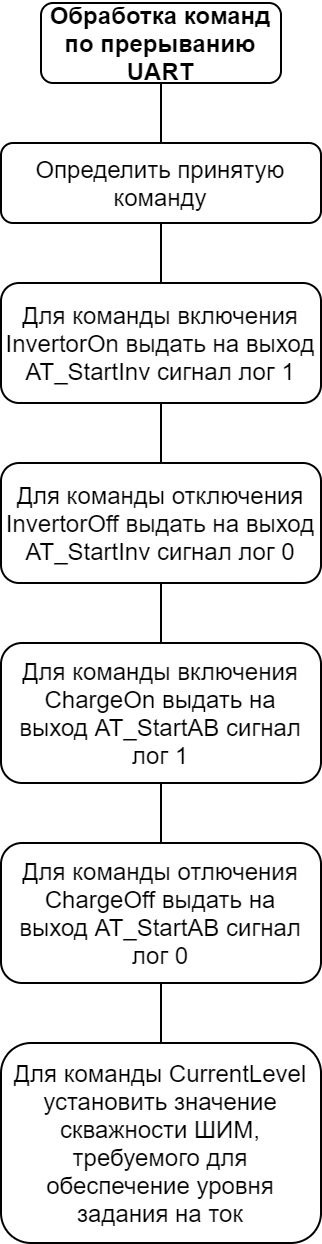 Обработка команд
по прерыванию
UART
Определить принятую
команду
Для команды включения
InvertorOn выдать на выход
AT_StartInv сигнал лог 1
Для команды отключения
InvertorOff выдать на выход
AT_StartInv сигнал лог 0
Для команды включения
ChargeOn выдать на
выход AT_StartAB сигнал
лог 1
Для команды отлючения
ChargeOff выдать на
выход AT_StartAB сигнал
лог 0
Для команды CurrentLevel
установить значение
скважности ШИМ,
требуемого для
обеспечение уровня
задания на ток